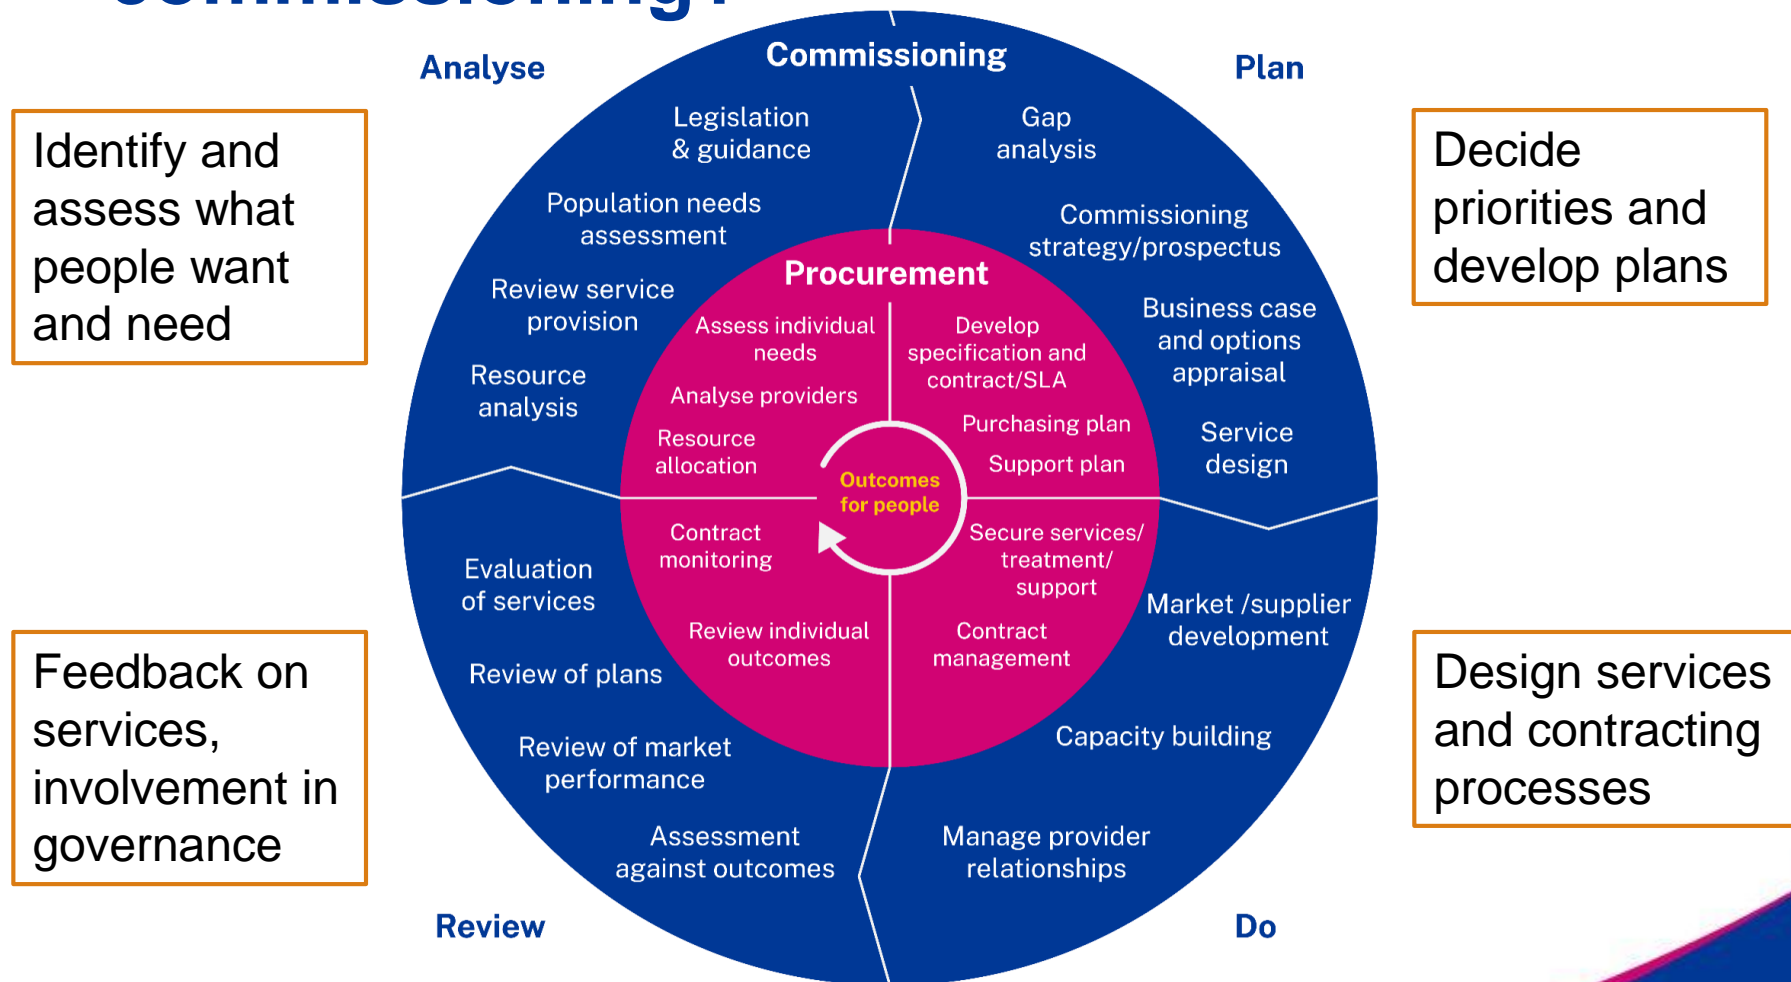 commissioning?
Analyse
Commissioning
Plan
Identify and
assess what
people want
and need
Legislation
& guidance
Population needs
assessment
Review service
provision
Resource
analysis
Gap
analysis
Commissioning
strategy/prospectus
Business case
and options
appraisal
Service
design
Decide
priorities and
develop plans
Procurement
Assess individual
needs
Analyse providers
Resource
allocation
Develop
specification and
contract/SLA
Purchasing plan
Support plan
Outcomes
for people
Contract
monitoring
Review individual
outcomes
Secure services/
treatment/
support
Contract
management
Evaluation
of services
Review of plans
Review of market
performance
Assessment
against outcomes
Market /supplier
development
Capacity building
Manage provider
relationships
Feedback on
services,
involvement in
governance
Design services
and contracting
processes
Review
Do